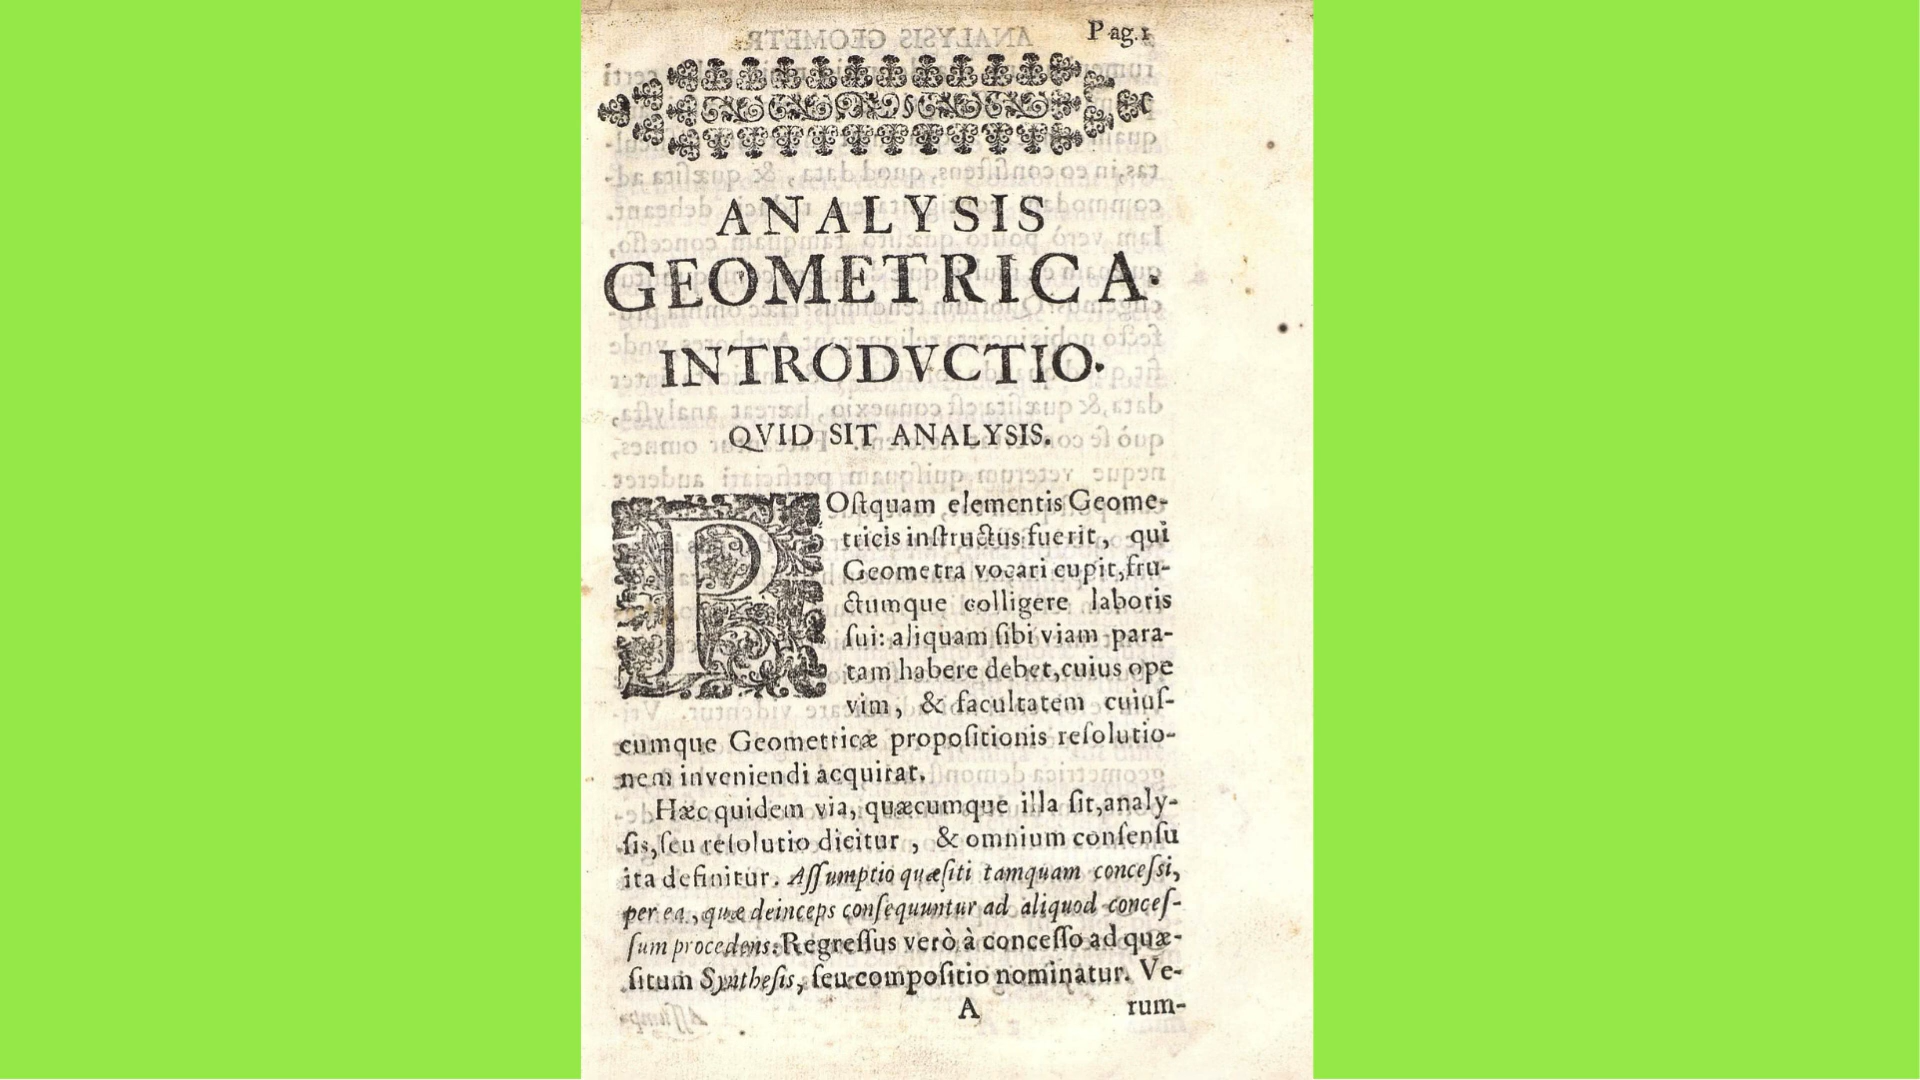 Pag.1
ANALYSIS
GEOMETRICA.
INTRODVCTIO.
QVID SIT ANALYSIS.
POſtquam elementis Geome-
tricis inſtructus fuerit, qui
Geometra vocari cupit, fru-
ctumque colligere laboris
ſui: aliquam ſibi viam para-
tam habere debet, cuius ope
vim, & facultatem cuiuſ-
cumque Geometricæ propoſitionis reſolutio-
nem inveniendi acquirat.
Hæc quidem via, quæcumque illa ſit, analy-
ſis, ſeu reſolutio dicitur, & omnium conſenſu
ita definitur. Aſſumptio quæſiti tamquam conceſſi,
per ea, quæ deinceps conſequuntur ad aliquod conceſ-
ſum procedens: Regreſſus verò à conceſſo ad quæ-
ſitum Syntheſis, ſeu compoſitio nominatur. Ve-
A rum-